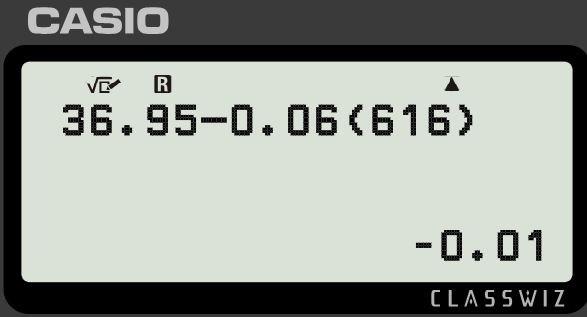 CASIO
√□ R
36.95−0.06(616)
-0.01
CLASSWIZ